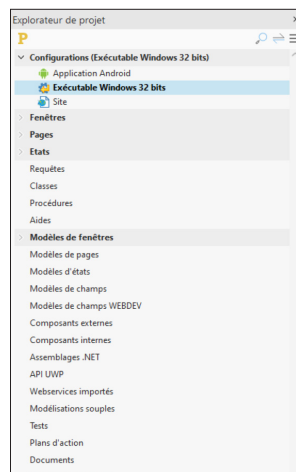 Explorateur de projet
P
Configurations (Exécutable Windows 32 bits)
Application Android
Exécutable Windows 32 bits
Site
Fenêtres
Pages
Etats
Requêtes
Classes
Procédures
Aides
Modèles de fenêtres
Modèles de pages
Modèles d'états
Modèles de champs
Modèles de champs WEBDEV
Composants externes
Composants internes
Assemblages .NET
API UWP
Webservices importés
Modélisations souples
Tests
Plans d'action
Documents